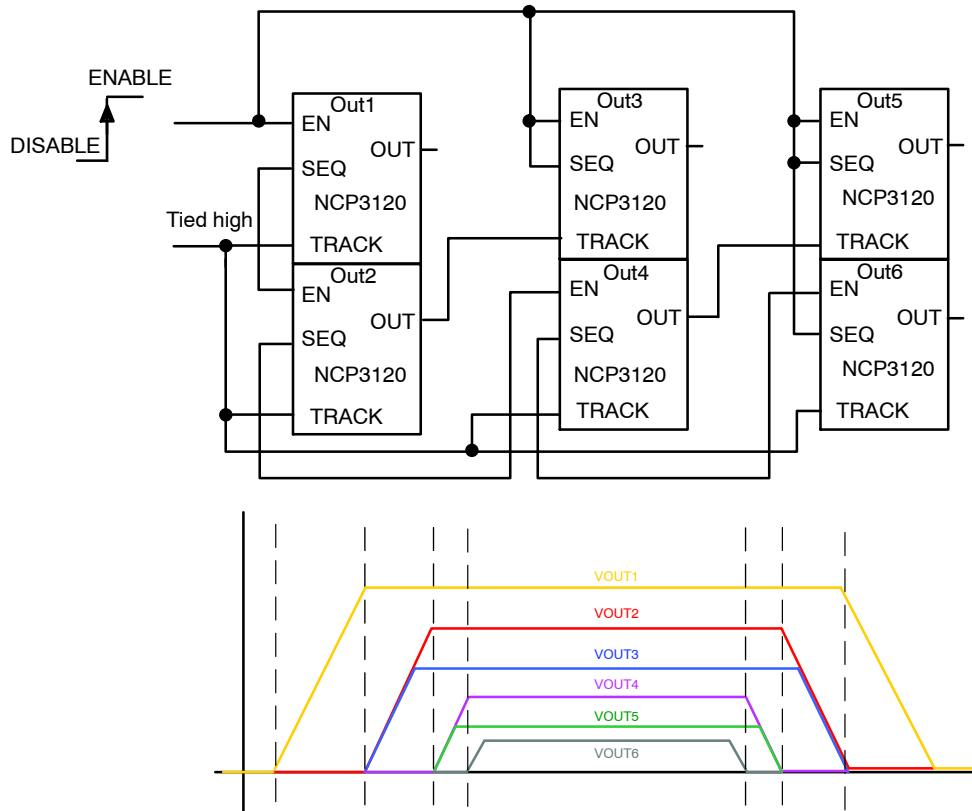 ENABLE
DISABLE
Tied high
Out1
EN
OUT
SEQ
NCP3120
TRACK
Out2
EN
OUT
SEQ
NCP3120
TRACK
Out3
EN
OUT
SEQ
NCP3120
TRACK
Out4
EN
OUT
SEQ
NCP3120
TRACK
Out5
EN
OUT
SEQ
NCP3120
TRACK
Out6
EN
OUT
SEQ
NCP3120
TRACK
VOUT1
VOUT2
VOUT3
VOUT4
VOUT5
VOUT6